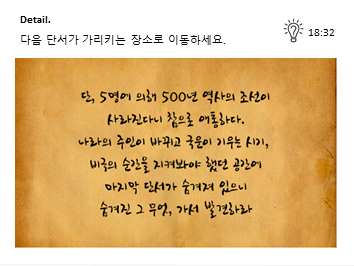 Detail.
다음 단서가 가리키는 장소로 이동하세요.
18:32
단, 5명에 의해 500년 역사의 조선이
사라진다니 참으로 애통하다.
나라의 주인이 바뀌고 국운이 기우는 시기,
비극의 순간을 지켜봐야 했던 공간에
마지막 단서가 숨겨져 있으니
숨겨진 그 무엇, 가서 발견하라